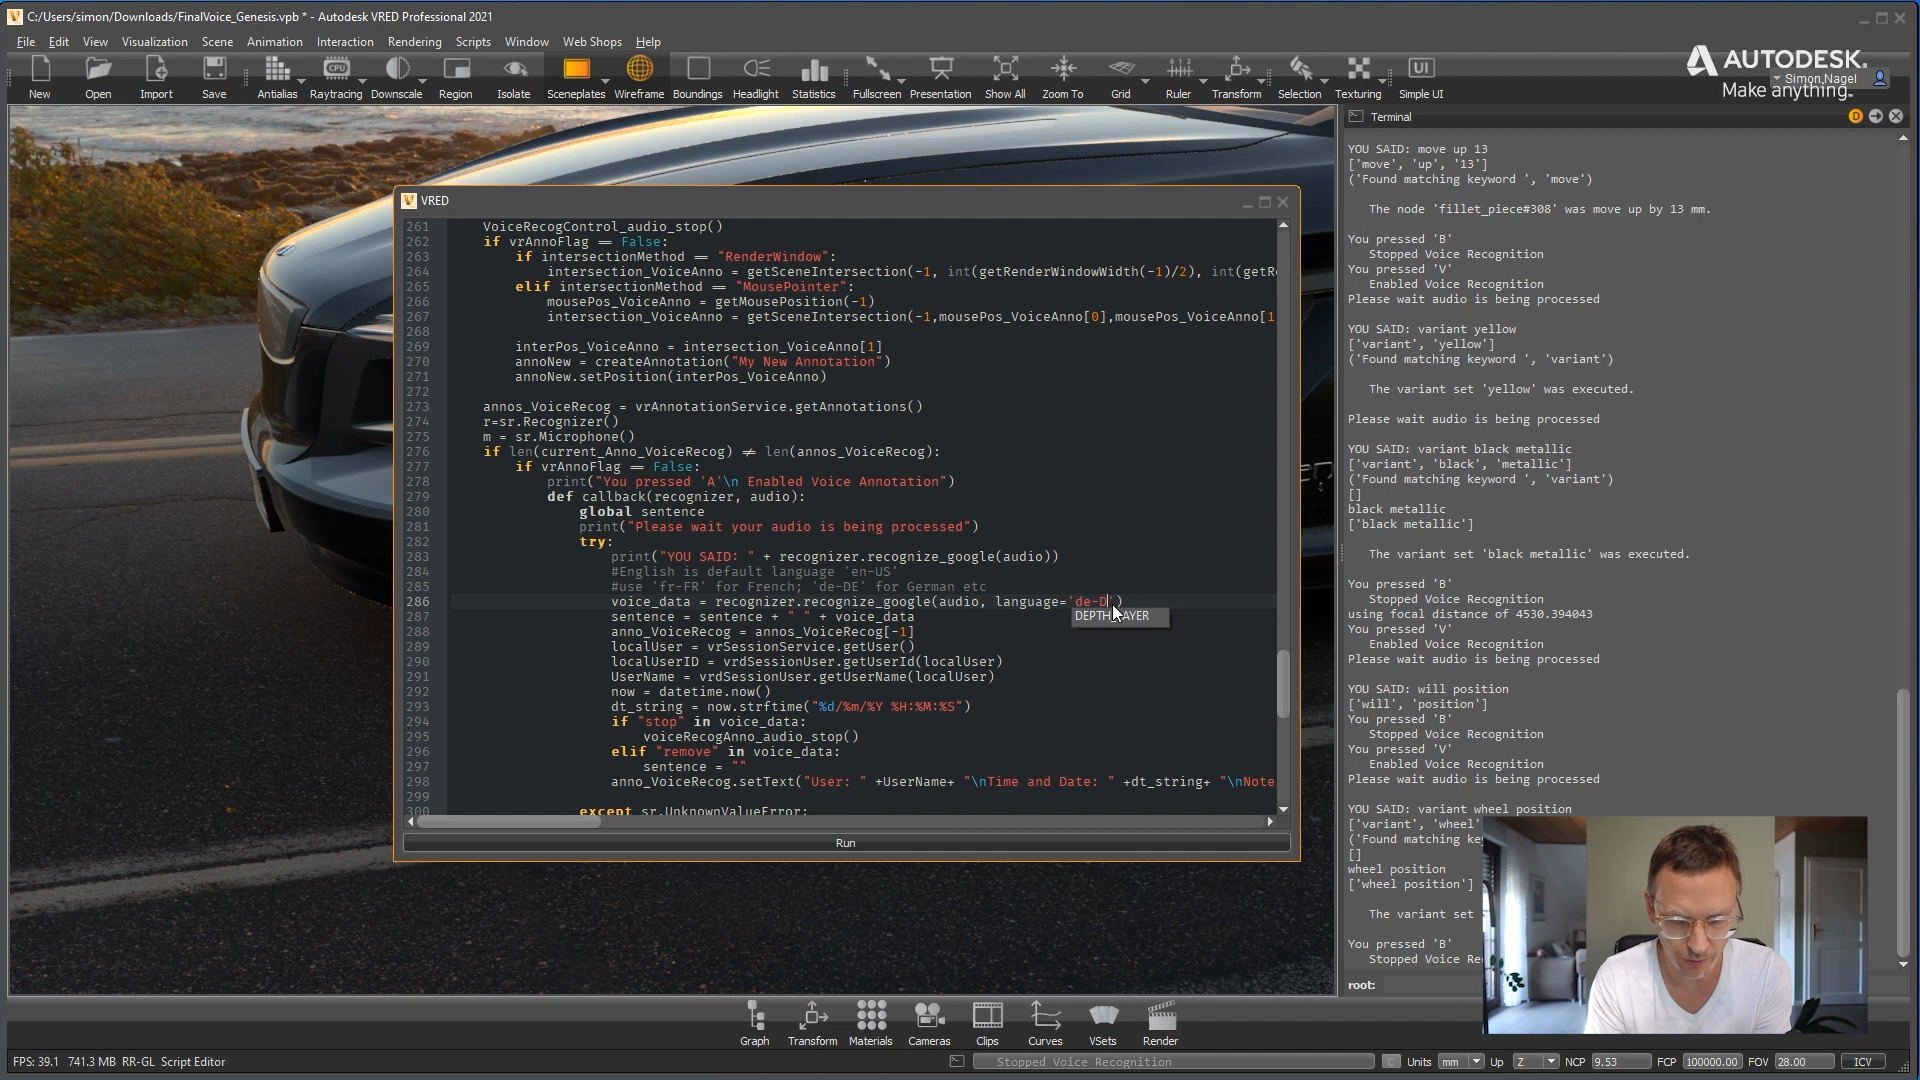 C:/Users/simon/Downloads/FinalVoice_Genesis.vpb * - Autodesk VRED Professional 2021
File Edit View Visualization Scene Animation Interaction Rendering Scripts Window Web Shops Help
New Open Import Save Antialias Raytracing Downscale Region Isolate Sceneplates Wireframe Boundings Headlight Statistics Fullscreen Presentation Show All Zoom To Grid Ruler Transform Selection Texturing Simple UI
CPU
UI
AUTODESK.
Simon.Nagel
Make anything.
VRED
261 VoiceRecogControl_audio_stop()
262 if vrAnnoFlag == False:
263 if intersectionMethod == "RenderWindow":
264 intersection_VoiceAnno = getSceneIntersection(-1, int(getRenderWindowWidth(-1)/2), int(getR
265 elif intersectionMethod == "MousePointer":
266 mousePos_VoiceAnno = getMousePosition(-1)
267 intersection_VoiceAnno = getSceneIntersection(-1,mousePos_VoiceAnno[0],mousePos_VoiceAnno[1
268
269 interPos_VoiceAnno = intersection_VoiceAnno[1]
270 annoNew = createAnnotation("My New Annotation")
271 annoNew.setPosition(interPos_VoiceAnno)
272
273 annos_VoiceRecog = vrAnnotationService.getAnnotations()
274 r=sr.Recognizer()
275 m = sr.Microphone()
276 if len(current_Anno_VoiceRecog) ≠ len(annos_VoiceRecog):
277 if vrAnnoFlag == False:
278 print("You pressed 'A'\n Enabled Voice Annotation")
279 def callback(recognizer, audio):
280 global sentence
281 print("Please wait your audio is being processed")
282 try:
283 print("YOU SAID: " + recognizer.recognize_google(audio))
284 #English is default language 'en-US'
285 #use 'fr-FR' for French; 'de-DE' for German etc
286 voice_data = recognizer.recognize_google(audio, language='de-D')
287 sentence = sentence + " " + voice_data
288 anno_VoiceRecog = annos_VoiceRecog[-1]
289 localUser = vrSessionService.getUser()
290 localUserID = vrdSessionUser.getUserId(localUser)
291 UserName = vrdSessionUser.getUserName(localUser)
292 now = datetime.now()
293 dt_string = now.strftime("%d/%m/%Y %H:%M:%S")
294 if "stop" in voice_data:
295 voiceRecogAnno_audio_stop()
296 elif "remove" in voice_data:
297 sentence = ""
298 anno_VoiceRecog.setText("User: " +UserName+ "\nTime and Date: " +dt_string+ "\nNote
299
300 except sr.UnknownValueError:
Run
Terminal
YOU SAID: move up 13
['move', 'up', '13']
('Found matching keyword ', 'move')
The node 'fillet_piece#308' was move up by 13 mm.
You pressed 'B'
Stopped Voice Recognition
You pressed 'V'
Enabled Voice Recognition
Please wait audio is being processed
YOU SAID: variant yellow
['variant', 'yellow']
('Found matching keyword ', 'variant')
The variant set 'yellow' was executed.
Please wait audio is being processed
YOU SAID: variant black metallic
['variant', 'black', 'metallic']
('Found matching keyword ', 'variant')
[]
black metallic
['black metallic']
The variant set 'black metallic' was executed.
You pressed 'B'
Stopped Voice Recognition
using focal distance of 4530.394043
You pressed 'V'
Enabled Voice Recognition
Please wait audio is being processed
YOU SAID: will position
['will', 'position']
You pressed 'B'
Stopped Voice Recognition
You pressed 'V'
Enabled Voice Recognition
Please wait audio is being processed
YOU SAID: variant wheel position
['variant', 'wheel'
('Found matching ke
[]
wheel position
['wheel position']
The variant set
You pressed 'B'
Stopped Voice Re
root:
Graph Transform Materials Cameras Clips Curves VSets Render
FPS: 39.1 741.3 MB RR-GL Script Editor
Stopped Voice Recognition
C Units mm Up Z NCP 9.53 FCP 100000.00 FOV 28.00 ICV